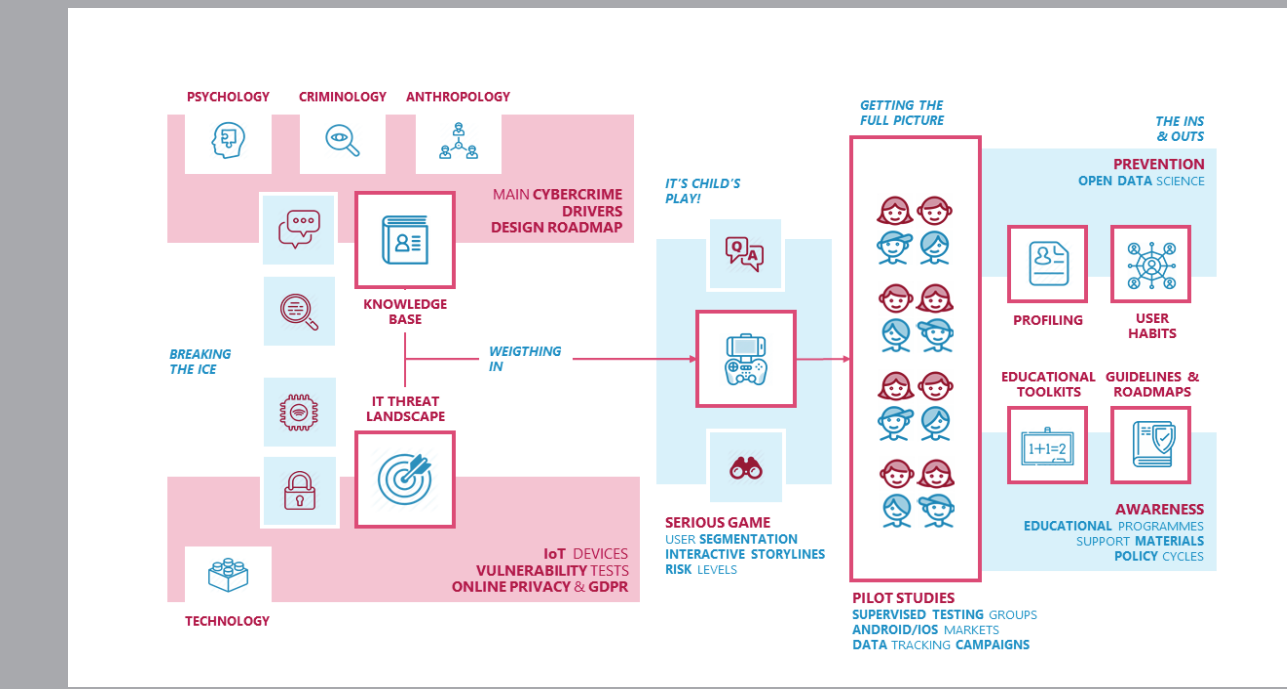 PSYCHOLOGY
CRIMINOLOGY
ANTHROPOLOGY
MAIN CYBERCRIME
DRIVERS
DESIGN ROADMAP
KNOWLEDGE
BASE
BREAKING
THE ICE
WEIGTHING
IN
IT THREAT
LANDSCAPE
IoT DEVICES
VULNERABILITY TESTS
ONLINE PRIVACY & GDPR
TECHNOLOGY
IT'S CHILD'S
PLAY!
Q
A
SERIOUS GAME
USER SEGMENTATION
INTERACTIVE STORYLINES
RISK LEVELS
GETTING THE
FULL PICTURE
PILOT STUDIES
SUPERVISED TESTING GROUPS
ANDROID/IOS MARKETS
DATA TRACKING CAMPAIGNS
THE INS
& OUTS
PREVENTION
OPEN DATA SCIENCE
PROFILING
USER
HABITS
EDUCATIONAL
TOOLKITS
GUIDELINES &
ROADMAPS
1+1=2
AWARENESS
EDUCATIONAL PROGRAMMES
SUPPORT MATERIALS
POLICY CYCLES